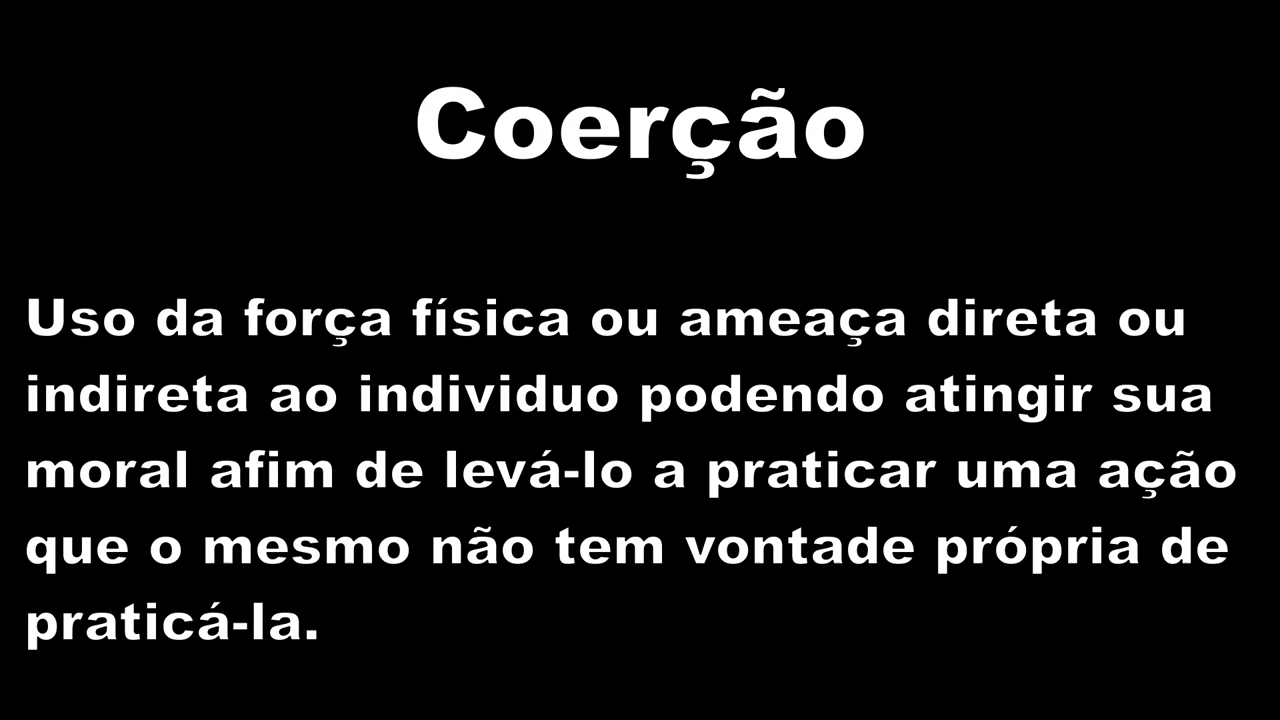 Coerção
Uso da força física ou ameaça direta ou
indireta ao individuo podendo atingir sua
moral afim de levá-lo a praticar uma ação
que o mesmo não tem vontade própria de
praticá-la.